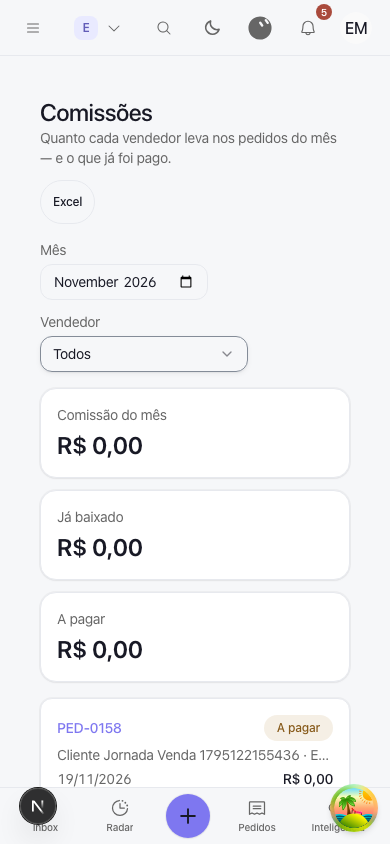 E
5
EM
Comissões
Quanto cada vendedor leva nos pedidos do mês
— e o que já foi pago.
Excel
Mês
November 2026
Vendedor
Todos
Comissão do mês
R$ 0,00
Já baixado
R$ 0,00
A pagar
R$ 0,00
PED-0158
A pagar
Cliente Jornada Venda 1795122155436 · E...
19/11/2026
R$ 0,00
N
Inbox
Radar
Pedidos